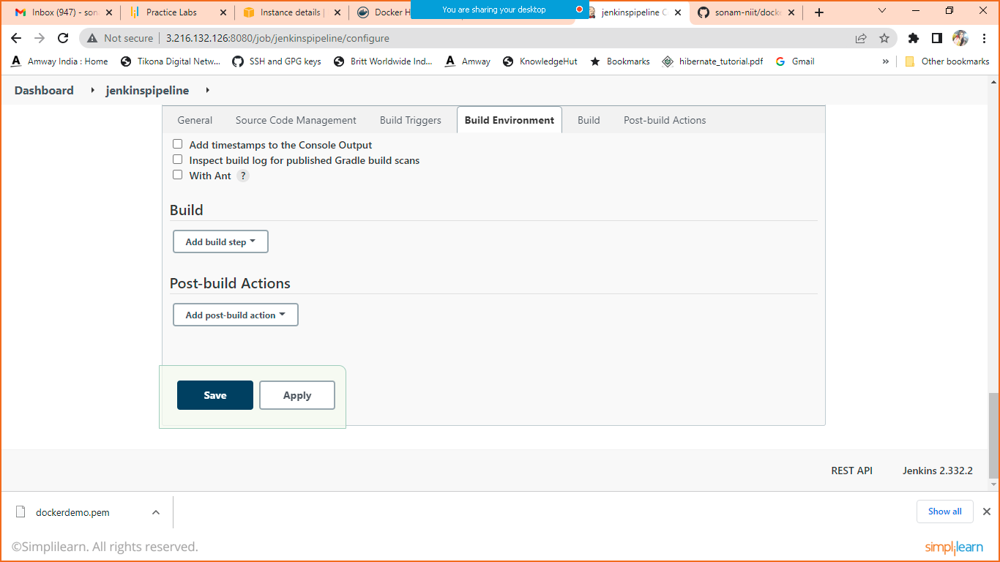 Inbox (947) - son
Practice Labs
Instance details |
Docker H
You are sharing your desktop
jenkinspipeline C
sonam-niit/docke
Not secure
3.216.132.126:8080/job/jenkinspipeline/configure
Amway India : Home
Tikona Digital Netw...
SSH and GPG keys
Britt Worldwide Ind...
Amway
KnowledgeHut
Bookmarks
hibernate_tutorial.pdf
Gmail
»
Other bookmarks
Dashboard
jenkinspipeline
General
Source Code Management
Build Triggers
Build Environment
Build
Post-build Actions
Add timestamps to the Console Output
Inspect build log for published Gradle build scans
With Ant ?
Build
Add build step
Post-build Actions
Add post-build action
Save
Apply
REST API
Jenkins 2.332.2
dockerdemo.pem
Show all
©Simplilearn. All rights reserved.
simplilearn